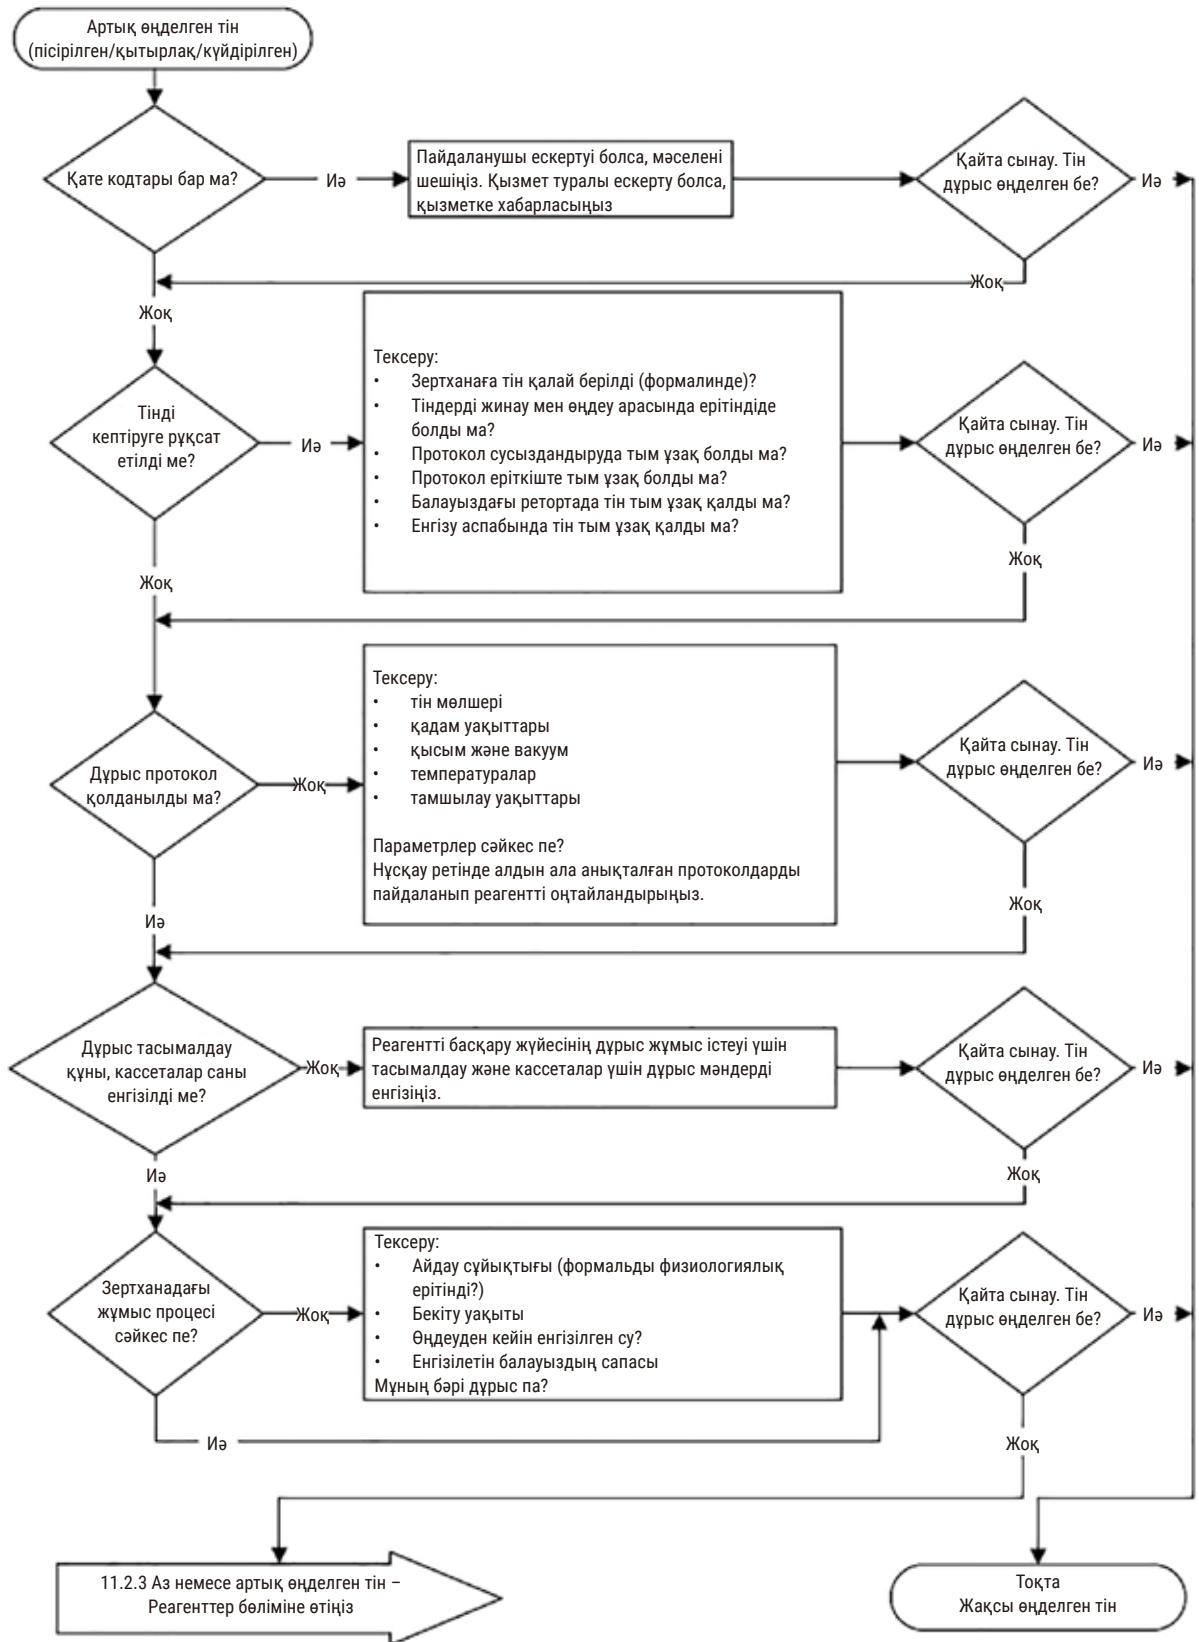 Артық өңделген тін
(пісірілген/қытырлақ/күйдірілген)
Қате кодтары бар ма?
Иә
Пайдаланушы ескертуі болса, мәселені
шешіңіз. Қызмет туралы ескерту болса,
қызметке хабарласыңыз
Қайта сынау. Тін
дұрыс өңделген бе?
Иә
Жоқ
Жоқ
Тінді
кептіруге рұқсат
етілді ме?
Иә
Тексеру:
• Зертханаға тін қалай берілді (формалинде)?
• Тіндерді жинау мен өңдеу арасында ерітіндіде
болды ма?
• Протокол сусыздандыруда тым ұзақ болды ма?
• Протокол еріткіште тым ұзақ болды ма?
• Балауыздағы ретортада тін тым ұзақ қалды ма?
• Енгізу аспабында тін тым ұзақ қалды ма?
Қайта сынау. Тін
дұрыс өңделген бе?
Иә
Жоқ
Жоқ
Дұрыс протокол
қолданылды ма?
Жоқ
Тексеру:
• тін мөлшері
• қадам уақыттары
• қысым және вакуум
• температуралар
• тамшылау уақыттары
Параметрлер сәйкес пе?
Нұсқау ретінде алдын ала анықталған протоколдарды
пайдаланып реагентті оңтайландырыңыз.
Қайта сынау. Тін
дұрыс өңделген бе?
Иә
Жоқ
Иә
Дұрыс тасымалдау
құны, кассеталар саны
енгізілді ме?
Жоқ
Реагентті басқару жүйесінің дұрыс жұмыс істеуі үшін
тасымалдау және кассеталар үшін дұрыс мәндерді
енгізіңіз.
Қайта сынау. Тін
дұрыс өңделген бе?
Иә
Жоқ
Иә
Зертханадағы
жұмыс процесі
сәйкес пе?
Жоқ
Тексеру:
• Айдау сұйықтығы (формальды физиологиялық
ерітінді?)
• Бекіту уақыты
• Өңдеуден кейін енгізілген су?
• Енгізілетін балауыздың сапасы
Мұның бәрі дұрыс па?
Қайта сынау. Тін
дұрыс өңделген бе?
Иә
Иә
Жоқ
11.2.3 Аз немесе артық өңделген тін –
Реагенттер бөліміне өтіңіз
Тоқта
Жақсы өңделген тін